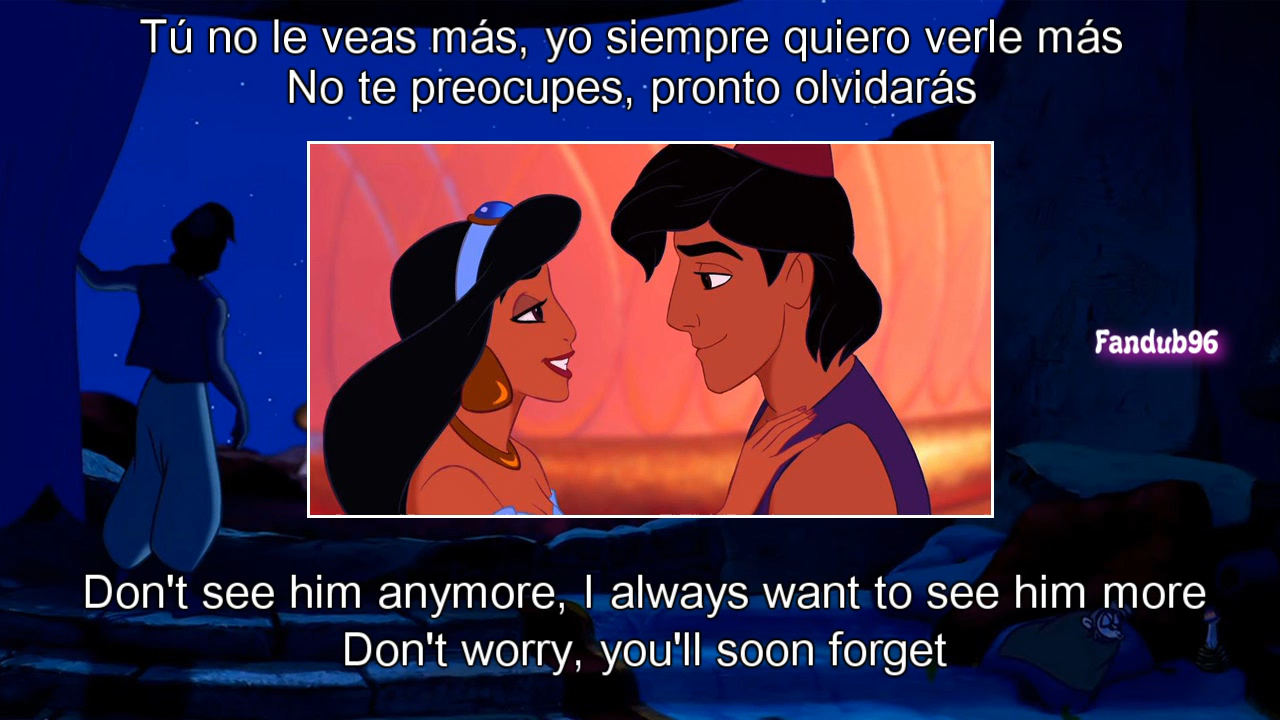 Tú no le veas más, yo siempre quiero verle más
No te preocupes, pronto olvidarás
Fandub96
Don't see him anymore, I always want to see him more
Don't worry, you'll soon forget